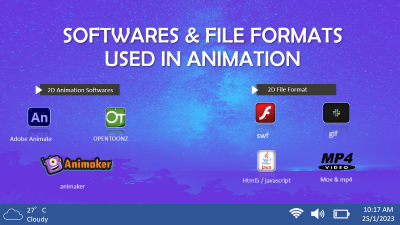 SOFTWARES & FILE FORMATS
USED IN ANIMATION
2D Animation Softwares
2D File Format
An
OT
Adobe Animate
OPENTOONZ
swf
gif
Animaker
animaker
Java
MP4
VIDEO
Html5 / javascript
Mov & mp4
27° C
Cloudy
10:17 AM
25/1/2023